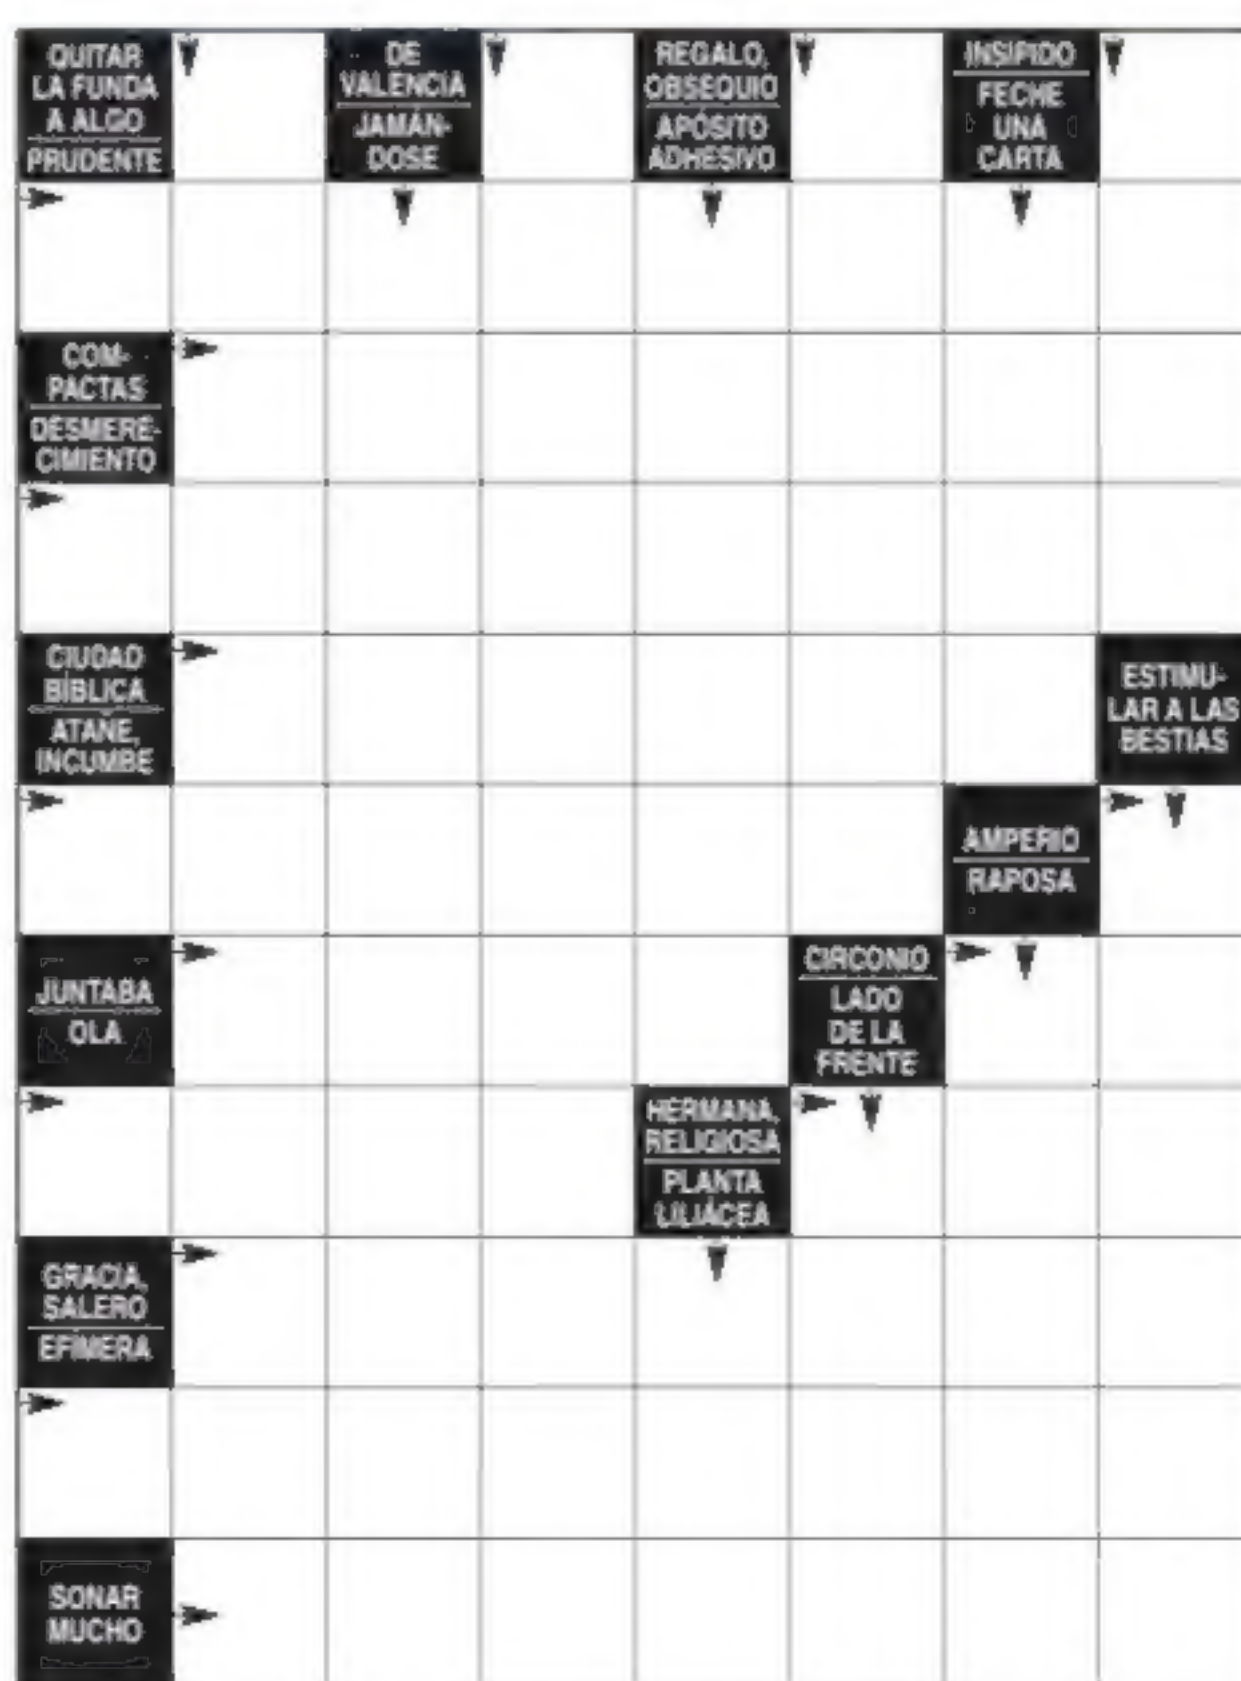 QUITAR
LA FUNDA
A ALGO
PRUDENTE
DE
VALENCIA
JAMÁN-
DOSE
REGALO,
OBSEQUIO
APÓSITO
ADHESIVO
INSIPIDO
FECHE
UNA
CARTA
COM-
PACTAS
DESMERE-
CIMIENTO
CIUDAD
BÍBLICA
ATAÑE,
INCUMBE
ESTIMU-
LAR A LAS
BESTIAS
AMPERIO
RAPOSA
JUNTABA
OLA
CIRCONIO
LADO
DE LA
FRENTE
HERMANA,
RELIGIOSA
PLANTA
LILIÁCEA
GRACIA,
SALERO
EFÍMERA
SONAR
MUCHO